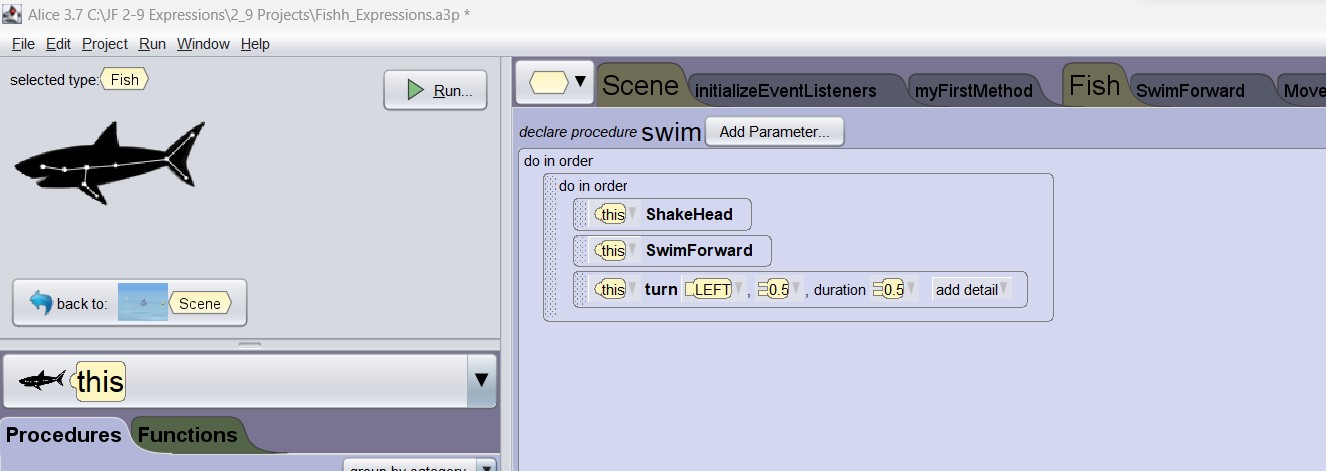 Alice 3.7 C:\JF 2-9 Expressions\2_9 Projects\Fishh_Expressions.a3p *
File Edit Project Run Window Help
selected type: Fish
Run...
back to: Scene
this
Procedures Functions
group by category
Scene initializeEventListeners myFirstMethod Fish SwimForward Move
declare procedure swim Add Parameter...
do in order
do in order
this ShakeHead
this SwimForward
this turn LEFT , 0.5 , duration 0.5 add detail